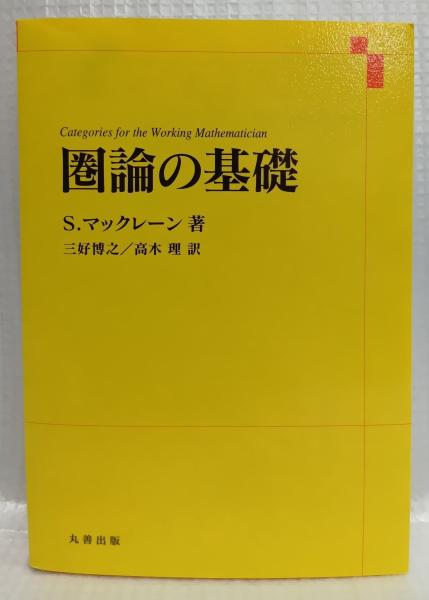 Categories for the Working Mathematician
圏論の基礎
S.マックレーン 著
三好博之/高木 理 訳
丸善出版